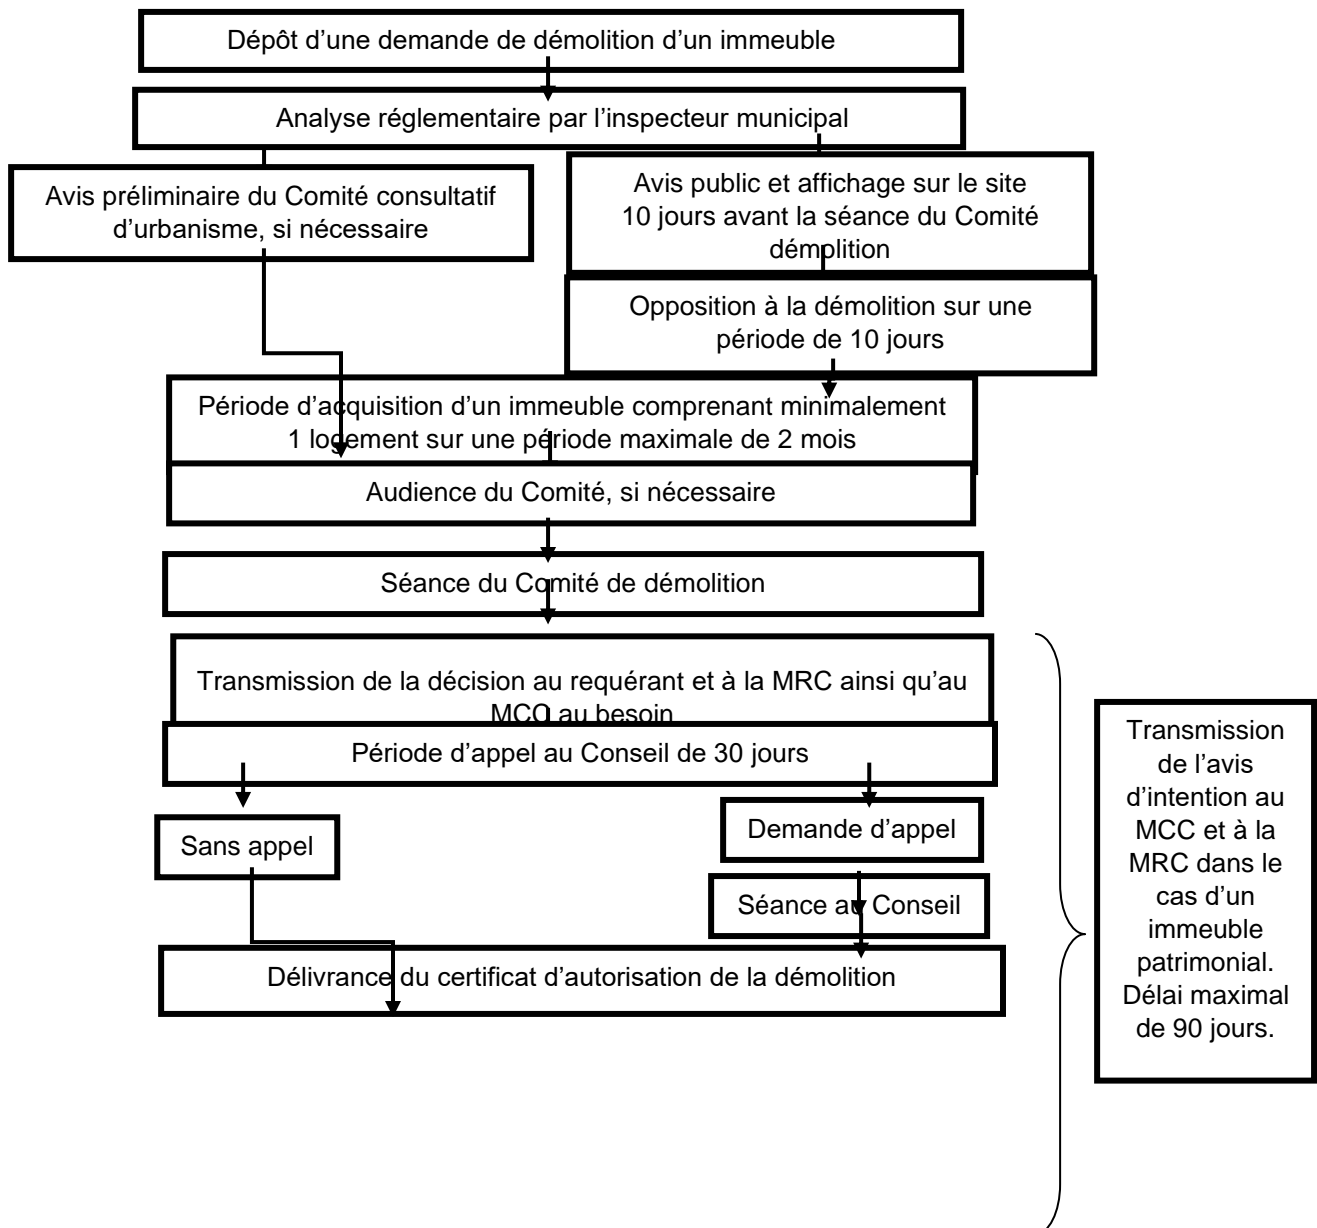 Dépôt d’une demande de démolition d’un immeuble
Analyse réglementaire par l’inspecteur municipal
Avis préliminaire du Comité consultatif
d’urbanisme, si nécessaire
Avis public et affichage sur le site
10 jours avant la séance du Comité
démolition
Opposition à la démolition sur une
période de 10 jours
Période d’acquisition d’un immeuble comprenant minimalement
1 logement sur une période maximale de 2 mois
Audience du Comité, si nécessaire
Séance du Comité de démolition
Transmission de la décision au requérant et à la MRC ainsi qu’au
MCC au besoin
Période d’appel au Conseil de 30 jours
Sans appel
Demande d’appel
Séance au Conseil
Délivrance du certificat d’autorisation de la démolition
Transmission
de l’avis
d’intention au
MCC et à la
MRC dans le
cas d’un
immeuble
patrimonial.
Délai maximal
de 90 jours.